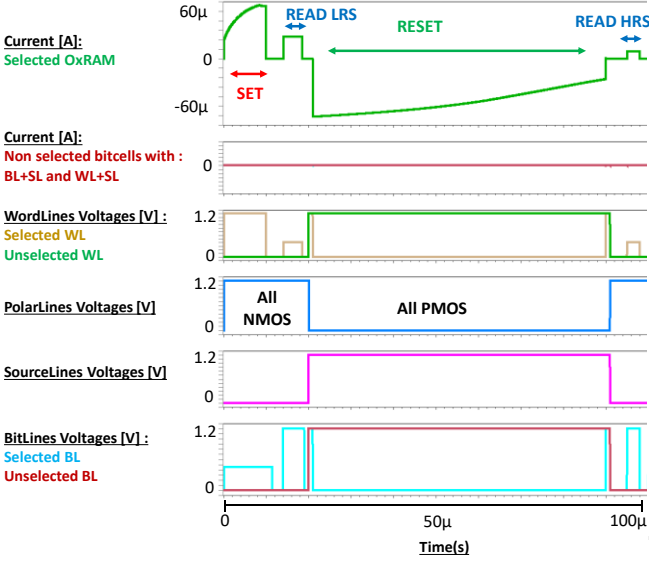 60μ
READ LRS
READ HRS
Current [A]:
Selected OxRAM
RESET
0
SET
-60μ
Current [A]:
Non selected bitcells with :
BL+SL and WL+SL
0
WordLines Voltages [V] :
1.2
Selected WL
Unselected WL
0
1.2
All
NMOS
All PMOS
PolarLines Voltages [V]
0
1.2
SourceLines Voltages [V]
0
BitLines Voltages [V] :
1.2
Selected BL
Unselected BL
0
0
50μ
100μ
Time(s)